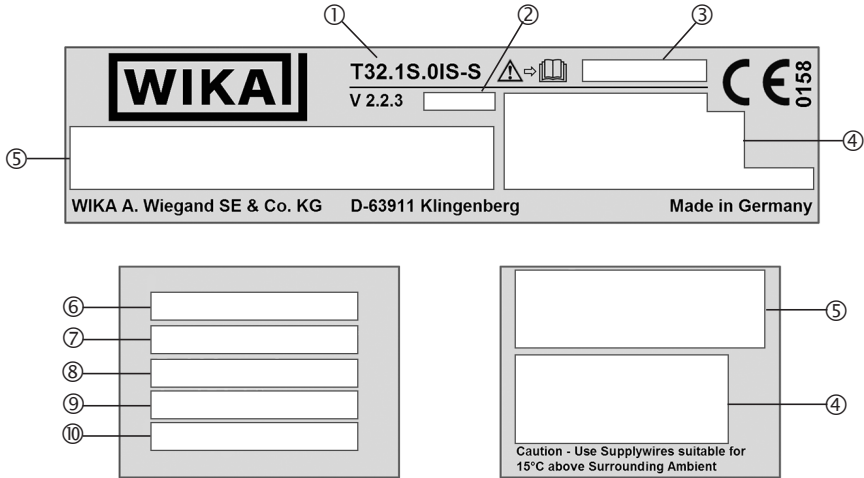 ① ② ③
WIKA T32.1S.0IS-S CE 0158
V 2.2.3
④
⑤
WIKA A. Wiegand SE & Co. KG D-63911 Klingenberg Made in Germany
⑥
⑦
⑧
⑨
⑩
⑤
④
Caution - Use Supplywires suitable for
15°C above Surrounding Ambient